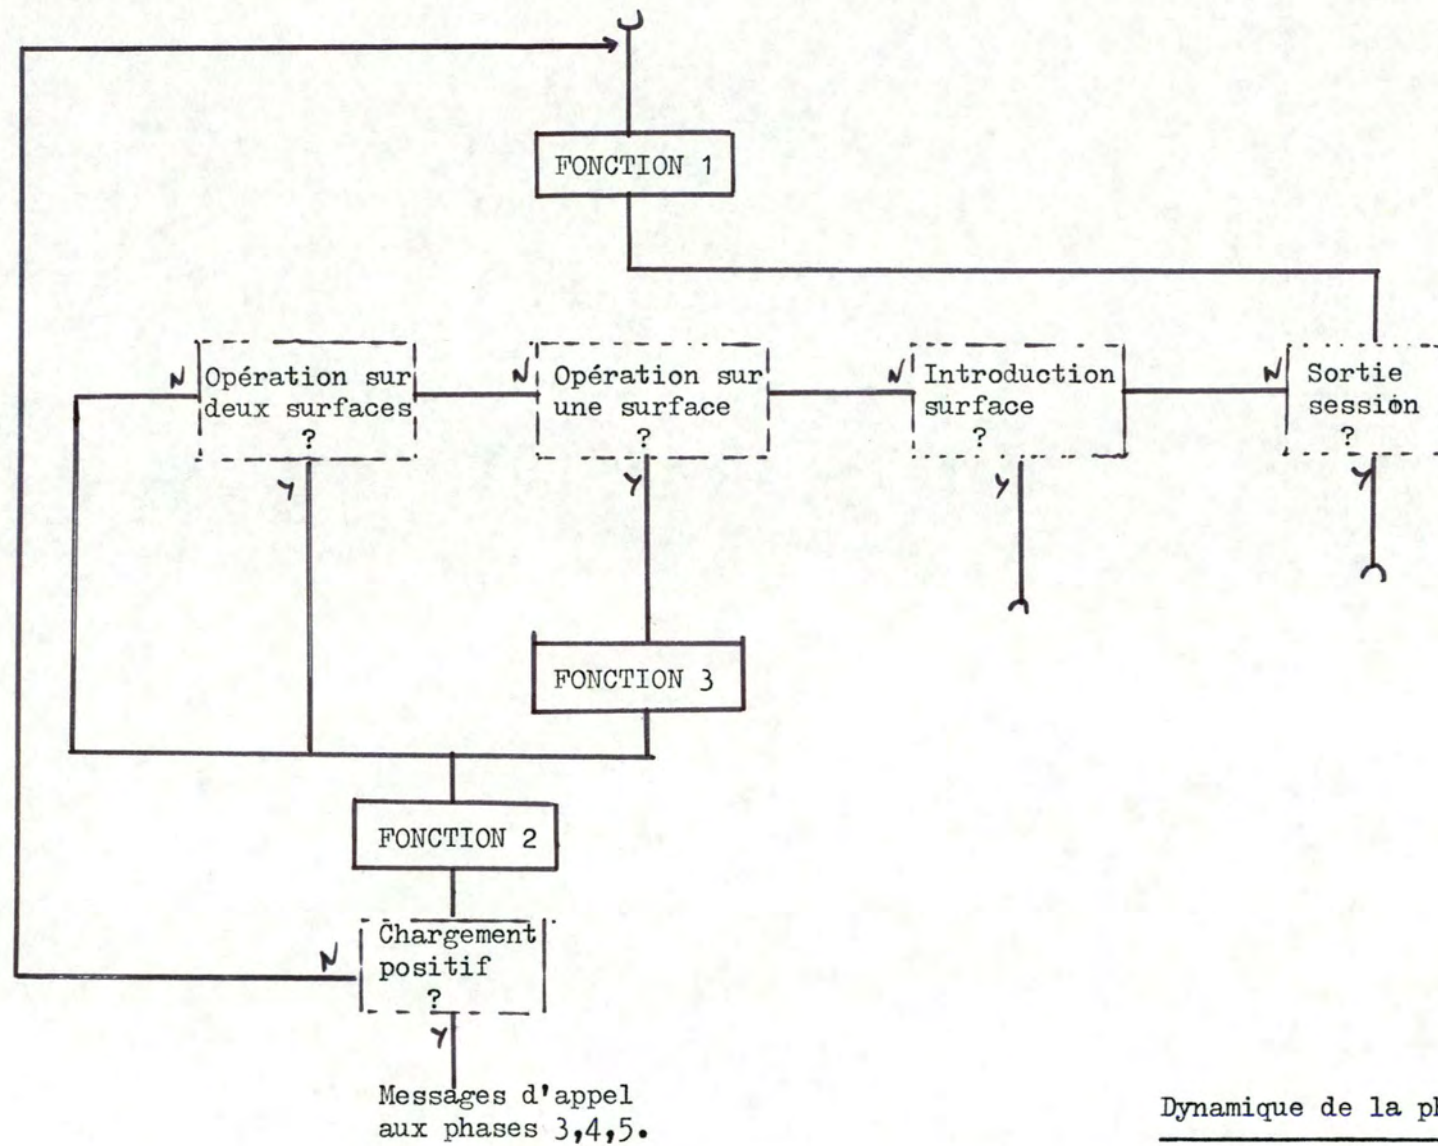 FONCTION 1
N Opération sur
deux surfaces
?
Y
N Opération sur
une surface
?
Y
N Introduction
surface
?
Y
N Sortie
session
?
Y
FONCTION 3
FONCTION 2
N Chargement
positif
?
Y
Messages d'appel
aux phases 3,4,5.
Dynamique de la